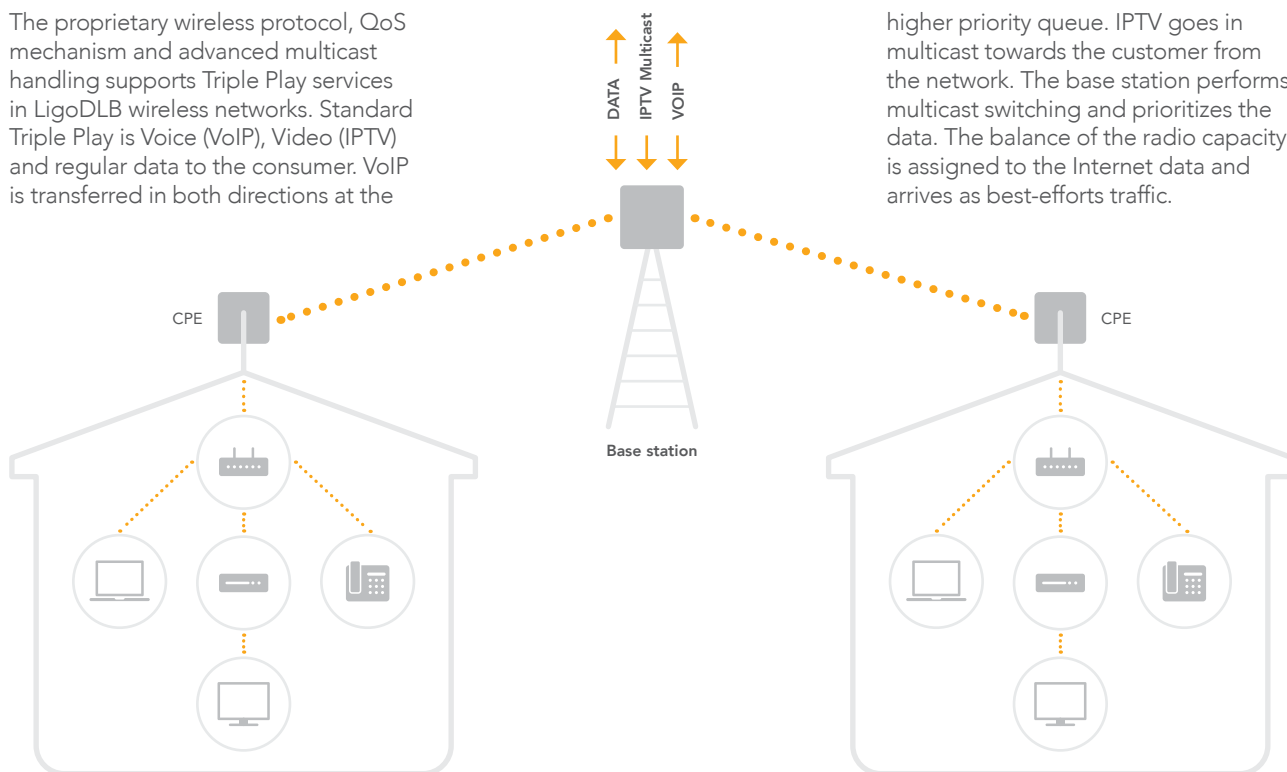 The proprietary wireless protocol, QoS
mechanism and advanced multicast
handling supports Triple Play services
in LigoDLB wireless networks. Standard
Triple Play is Voice (VoIP), Video (IPTV)
and regular data to the consumer. VoIP
is transferred in both directions at the
higher priority queue. IPTV goes in
multicast towards the customer from
the network. The base station performs
multicast switching and prioritizes the
data. The balance of the radio capacity
is assigned to the Internet data and
arrives as best-efforts traffic.
DATA
IPTV Multicast
VOIP
CPE
CPE
Base station